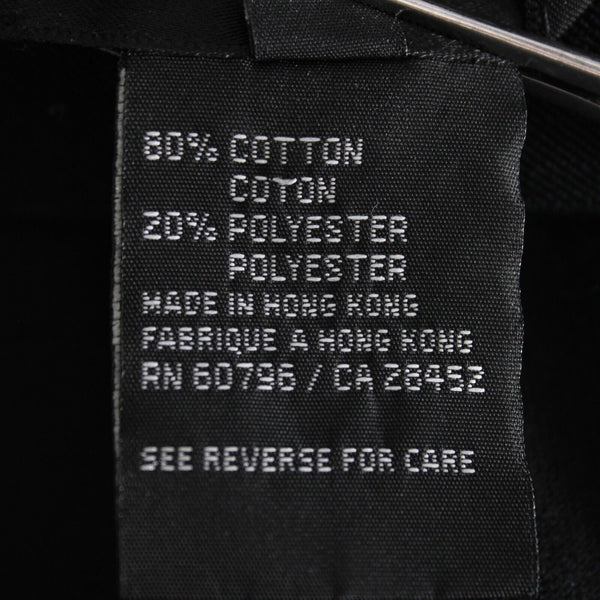 80% COTTON
COTON
20% POLYESTER
POLYESTER
MADE IN HONG KONG
FABRIQUE A HONG KONG
RN 60796 / CA 28452
SEE REVERSE FOR CARE